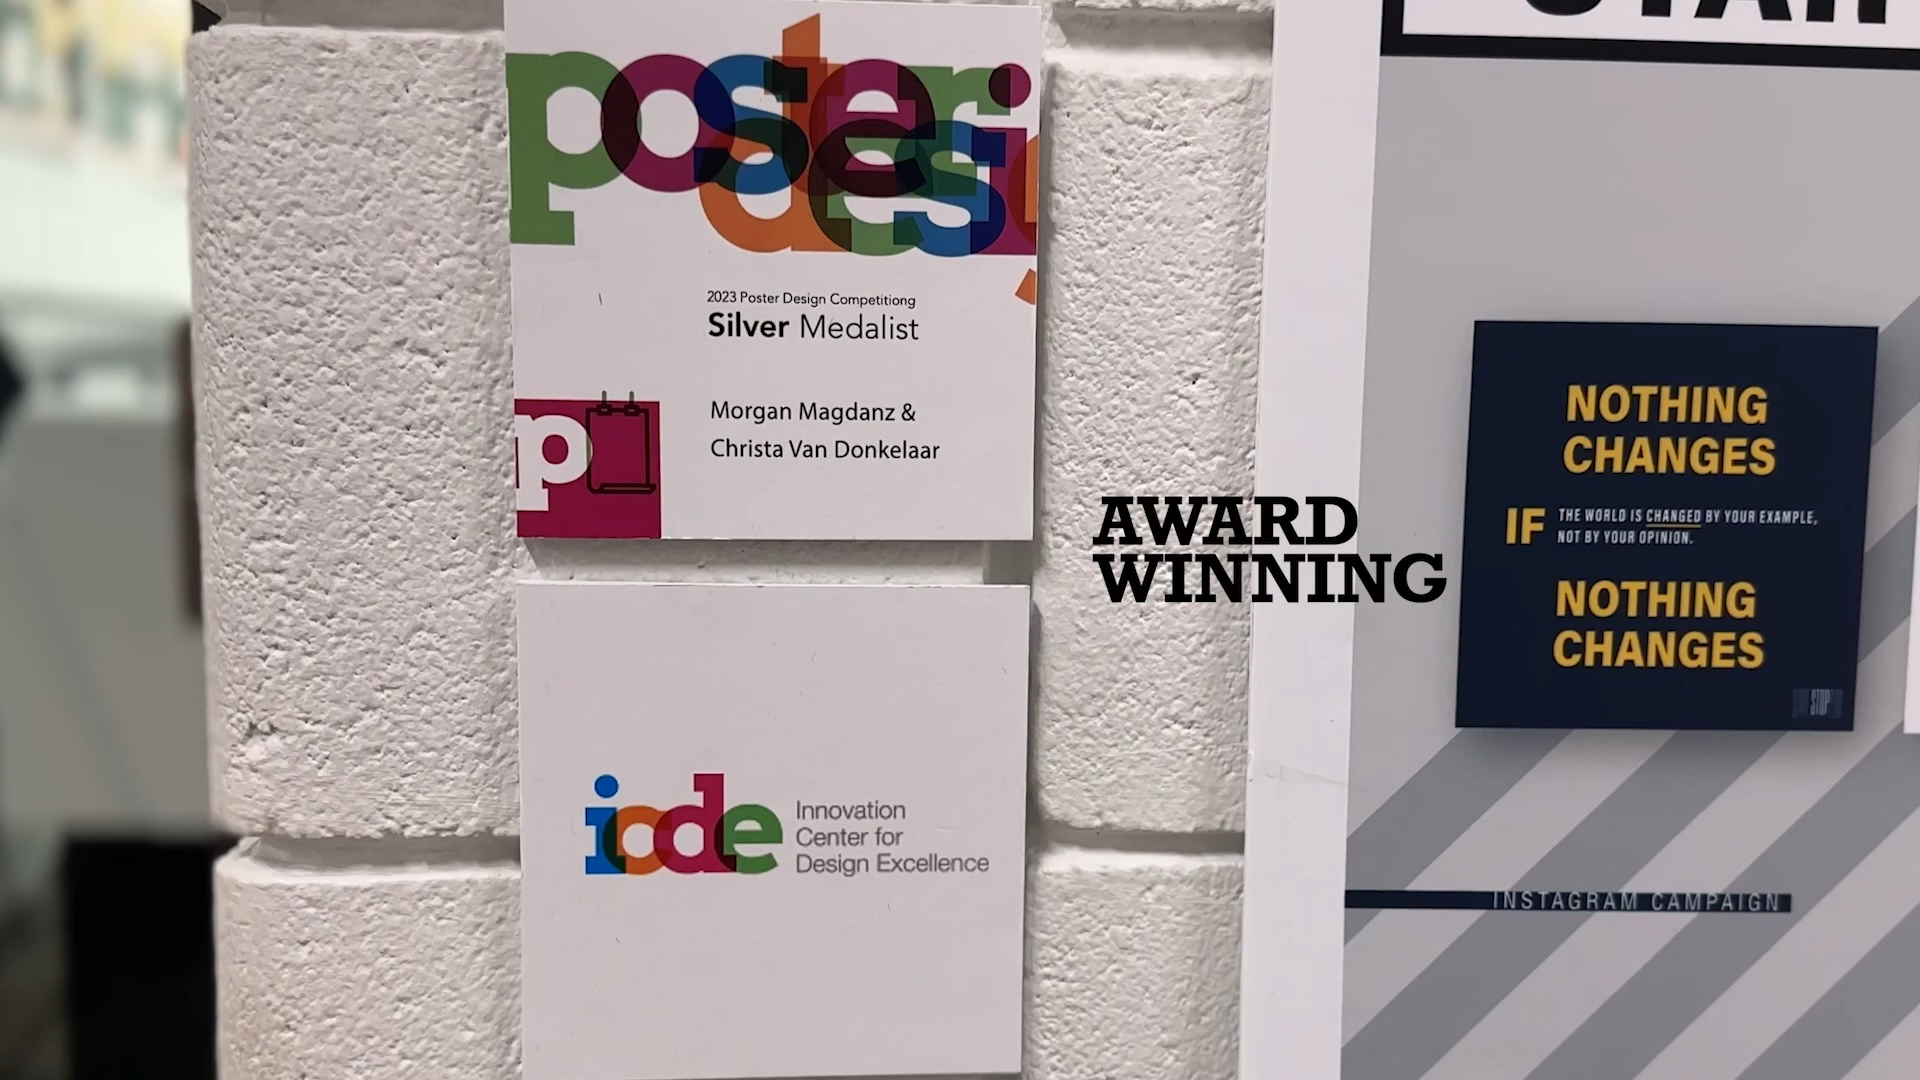 poster
desig
2023 Poster Design Competitiong
Silver Medalist
Morgan Magdanz &
Christa Van Donkelaar
p
icde
Innovation
Center for
Design Excellence
AWARD
WINNING
NOTHING
CHANGES
IF THE WORLD IS CHANGED BY YOUR EXAMPLE,
NOT BY YOUR OPINION.
NOTHING
CHANGES
STOP
INSTAGRAM CAMPAIGN